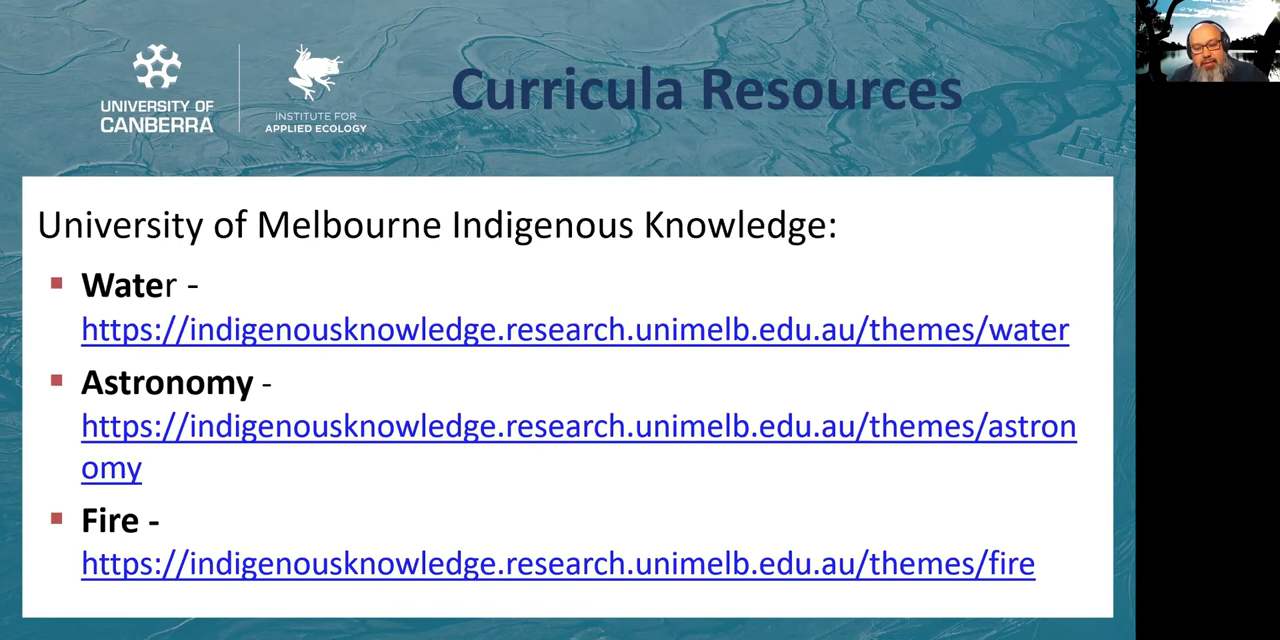 UNIVERSITY OF
CANBERRA
INSTITUTE FOR
APPLIED ECOLOGY
Curricula Resources
University of Melbourne Indigenous Knowledge:
Water -
https://indigenousknowledge.research.unimelb.edu.au/themes/water
Astronomy -
https://indigenousknowledge.research.unimelb.edu.au/themes/astron
omy
Fire -
https://indigenousknowledge.research.unimelb.edu.au/themes/fire